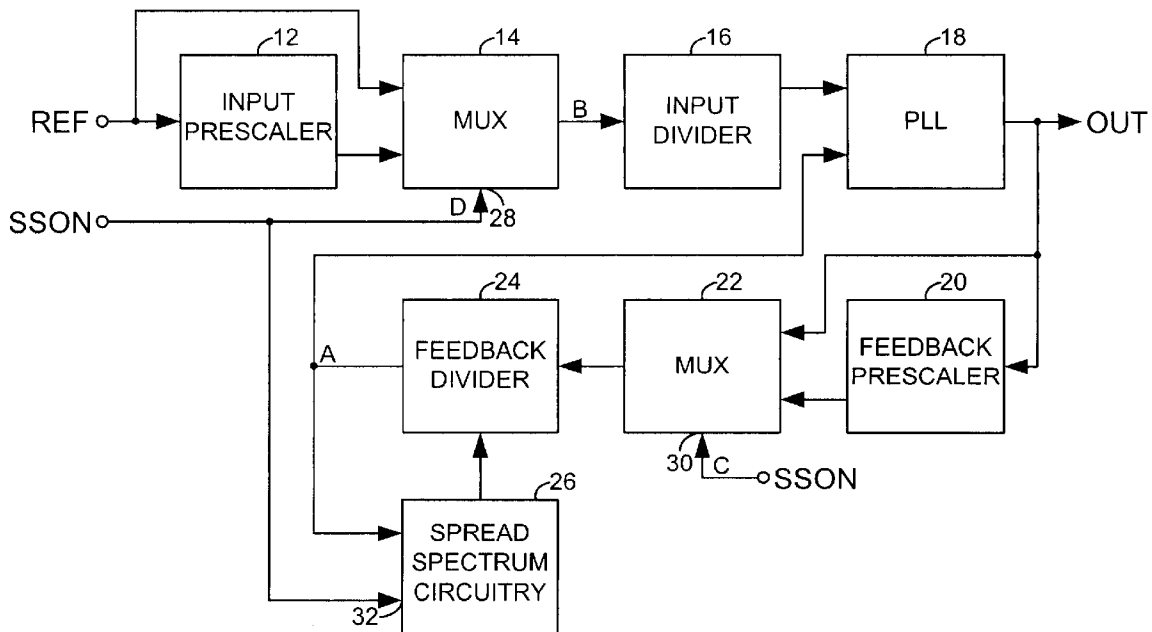 12
14
16
18
REF
INPUT
PRESCALER
MUX
B
INPUT
DIVIDER
PLL
OUT
SSON
D
28
24
22
20
A
FEEDBACK
DIVIDER
MUX
FEEDBACK
PRESCALER
30
C
SSON
26
SPREAD
SPECTRUM
CIRCUITRY
32